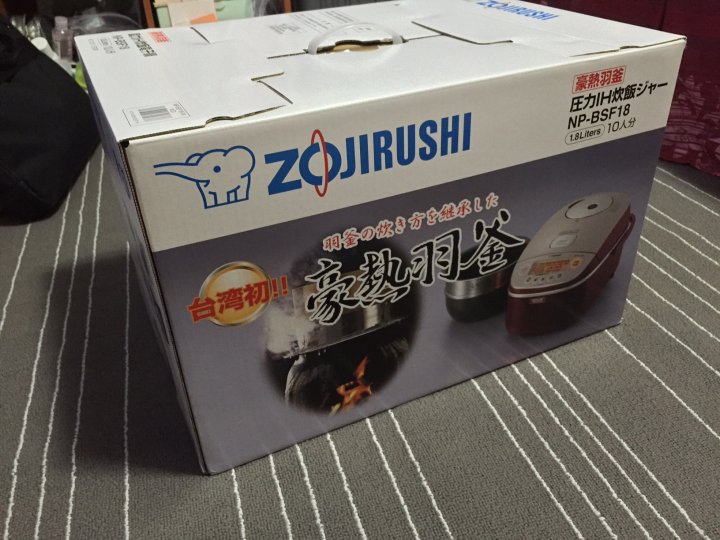 豪熱羽釜
圧力IH炊飯ジャー
NP-BSF18
1.8Liters 10人分
ZOJIRUSHI
羽釜の炊き方を継承した
豪熱羽釜
台湾初!!